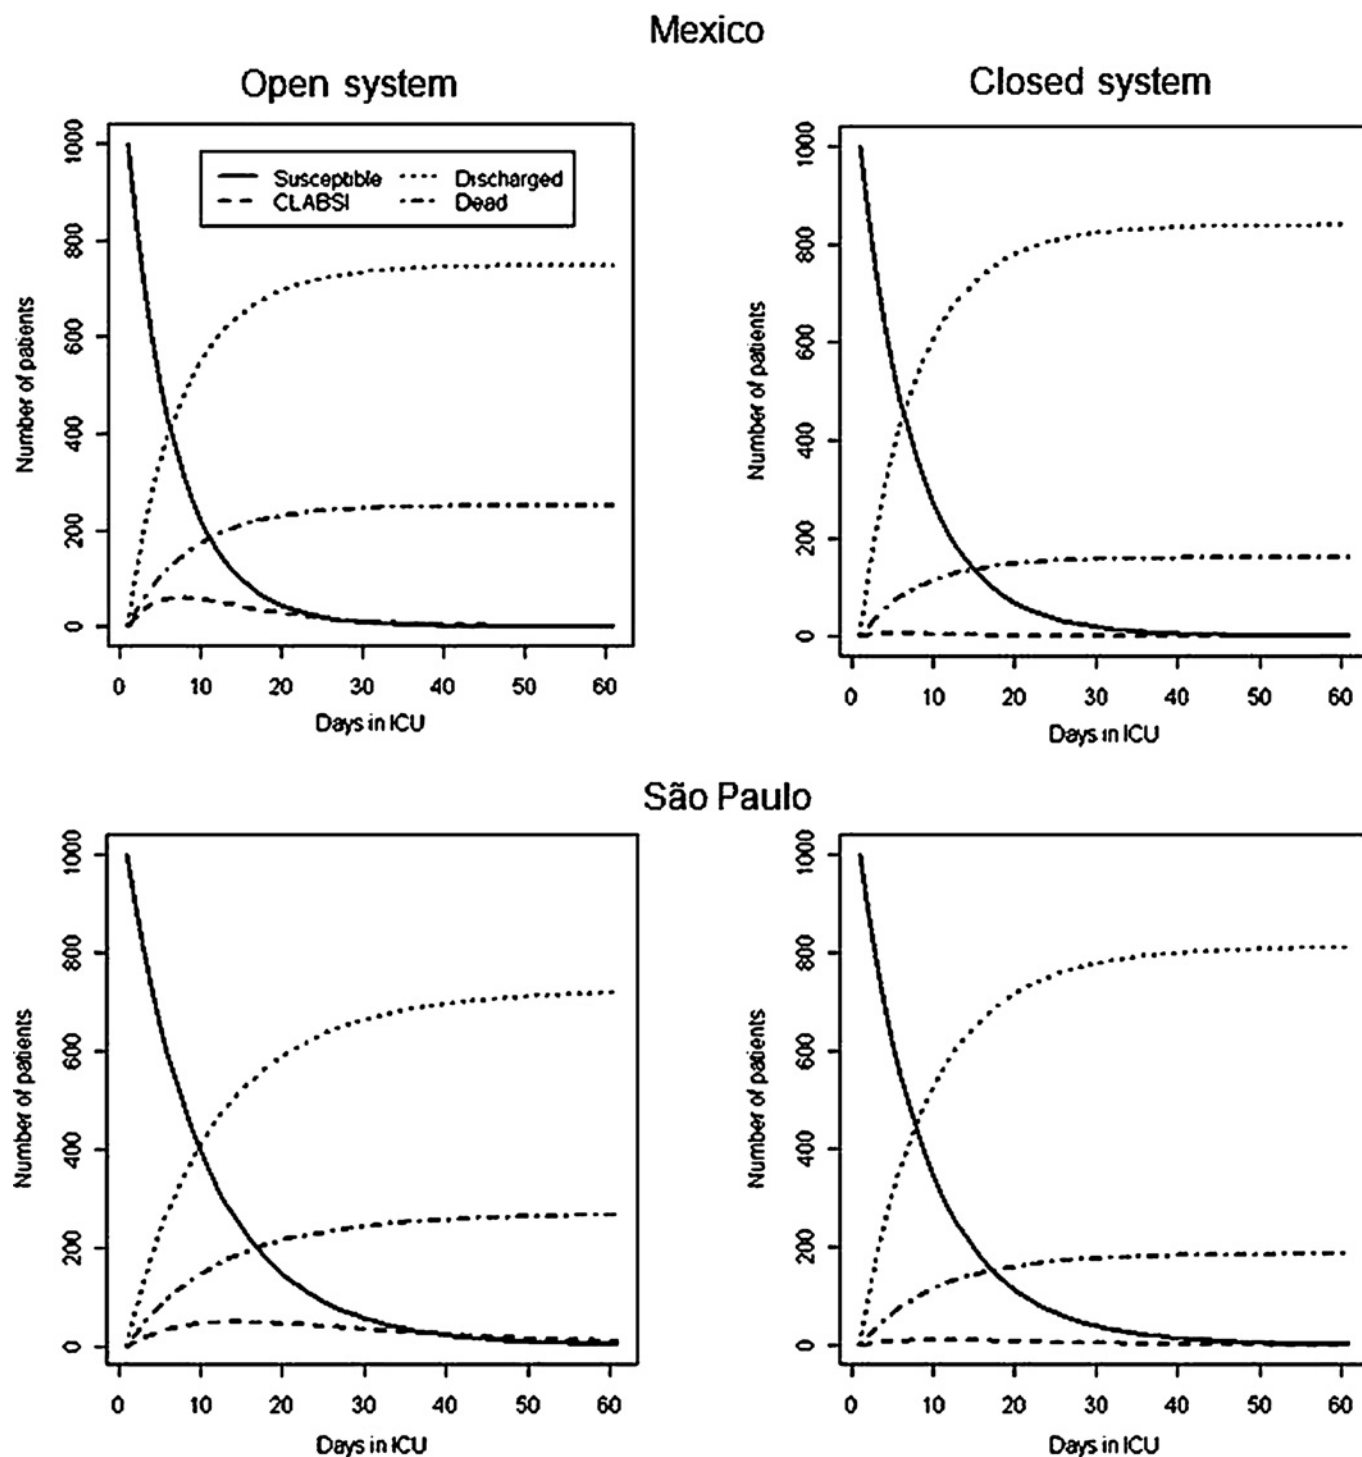 Mexico
Open system
Closed system
1000
800
600
400
200
0
Number of patients
Susceptible
Discharged
CLABSI
Dead
0 10 20 30 40 50 60
Days in ICU
1000
800
600
400
200
0
Number of patients
0 10 20 30 40 50 60
Days in ICU
São Paulo
1000
800
600
400
200
0
Number of patients
0 10 20 30 40 50 60
Days in ICU
1000
800
600
400
200
0
Number of patients
0 10 20 30 40 50 60
Days in ICU